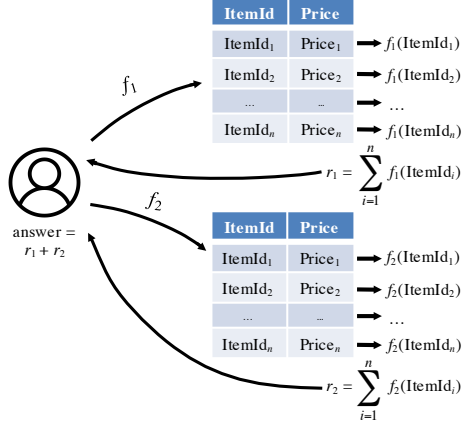 ItemId Price
ItemId₁ Price₁ f₁(ItemId₁)
ItemId₂ Price₂ f₁(ItemId₂)
... ... ...
ItemIdₙ Priceₙ f₁(ItemIdₙ)
f₁
r₁ = ∑ⁿᵢ₌₁ f₁(ItemIdᵢ)
answer =
r₁ + r₂
f₂
ItemId Price
ItemId₁ Price₁ f₂(ItemId₁)
ItemId₂ Price₂ f₂(ItemId₂)
... ... ...
ItemIdₙ Priceₙ f₂(ItemIdₙ)
r₂ = ∑ⁿᵢ₌₁ f₂(ItemIdᵢ)